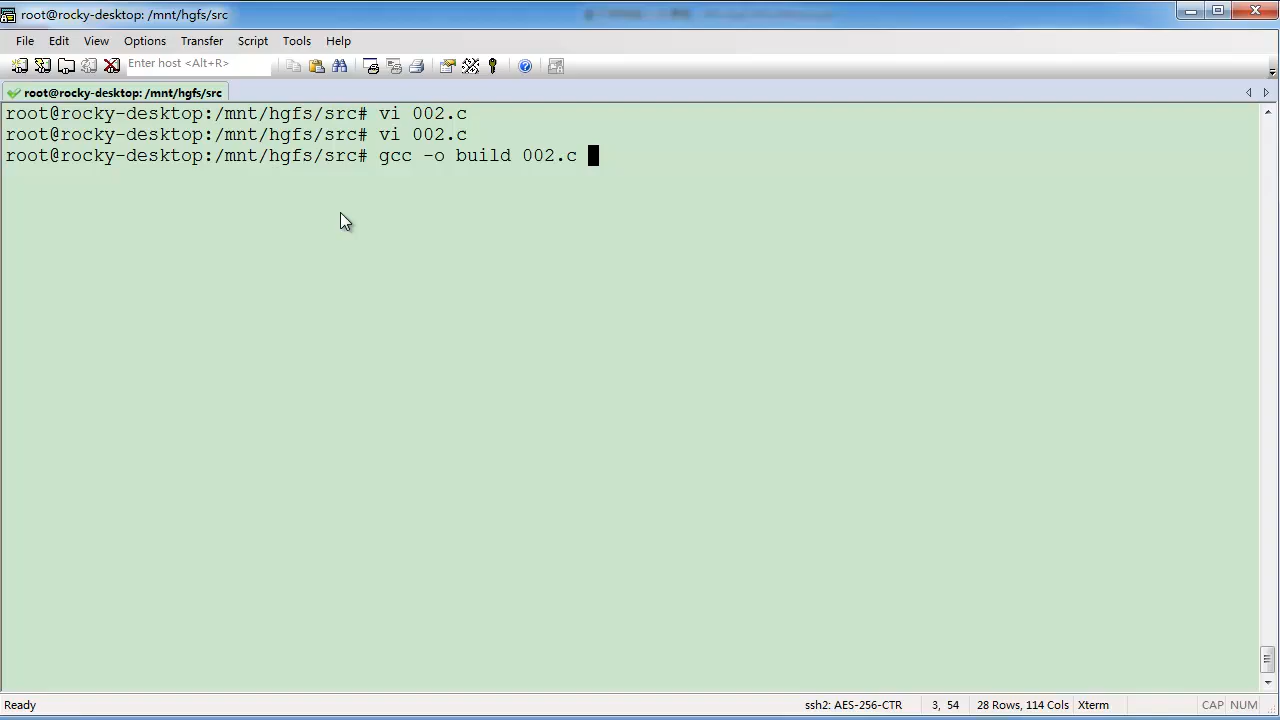 root@rocky-desktop: /mnt/hgfs/src
File Edit View Options Transfer Script Tools Help
Enter host <Alt+R>
root@rocky-desktop: /mnt/hgfs/src
root@rocky-desktop:/mnt/hgfs/src# vi 002.c
root@rocky-desktop:/mnt/hgfs/src# vi 002.c
root@rocky-desktop:/mnt/hgfs/src# gcc -o build 002.c
Ready ssh2: AES-256-CTR 3, 54 28 Rows, 114 Cols Xterm CAP NUM